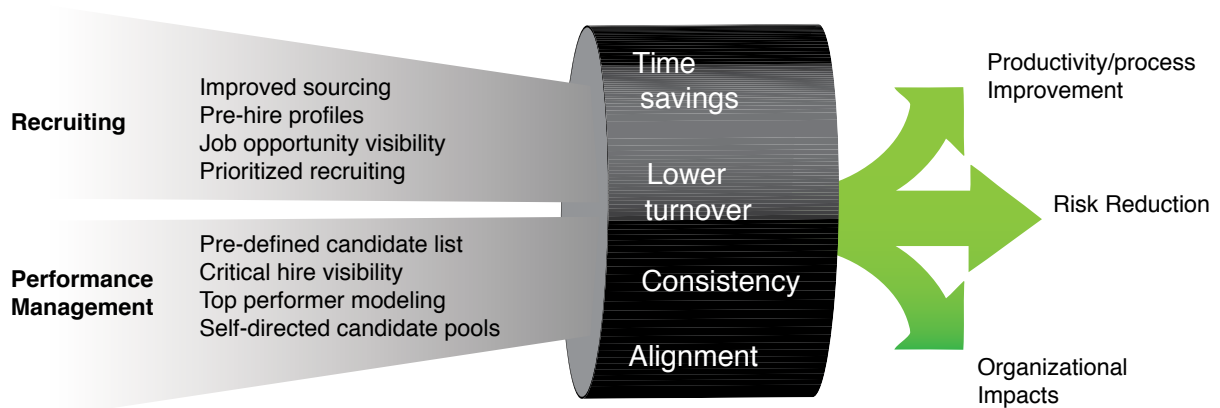 Recruiting
Improved sourcing
Pre-hire profiles
Job opportunity visibility
Prioritized recruiting
Performance
Management
Pre-defined candidate list
Critical hire visibility
Top performer modeling
Self-directed candidate pools
Time
savings
Lower
turnover
Consistency
Alignment
Productivity/process
Improvement
Risk Reduction
Organizational
Impacts